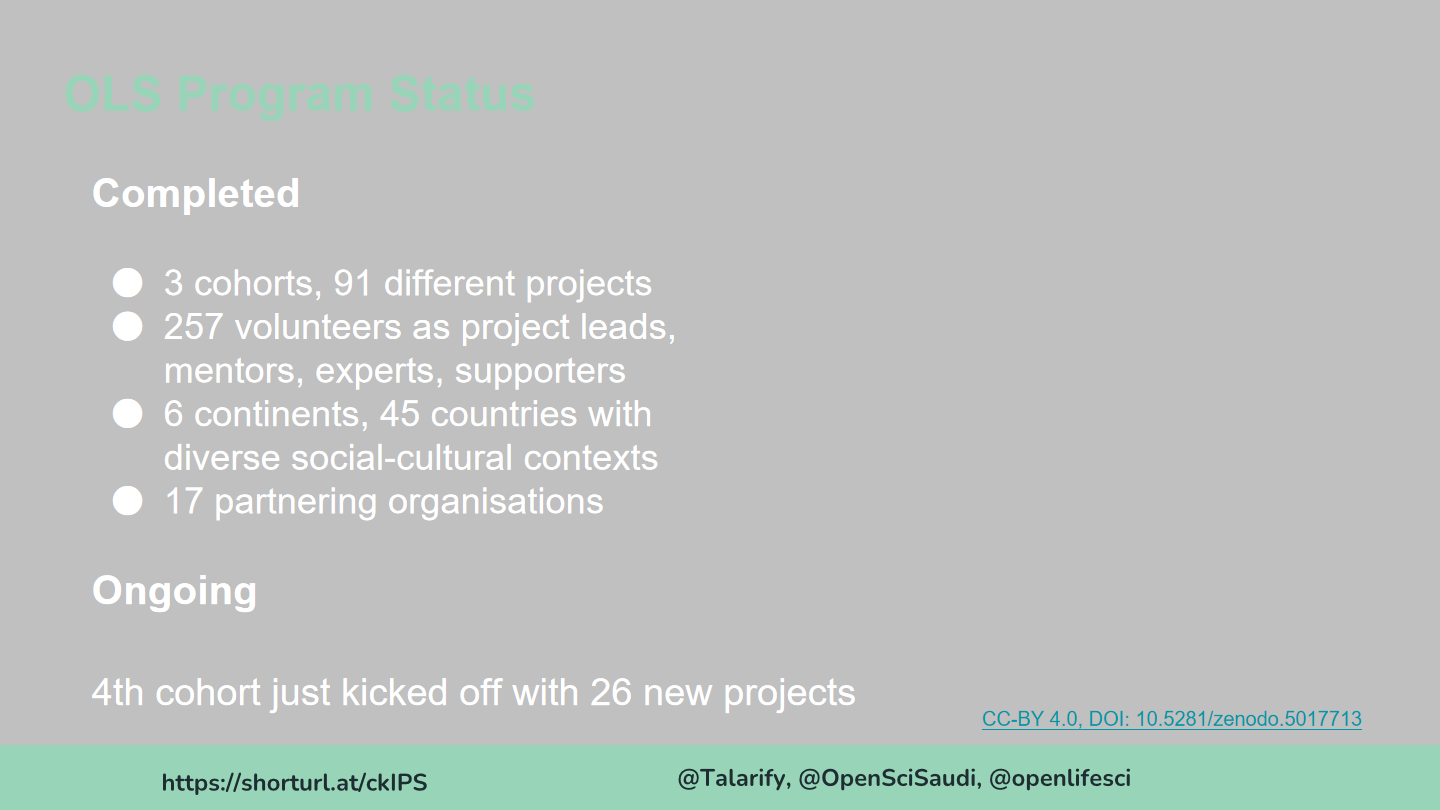 OLS Program Status
Completed
● 3 cohorts, 91 different projects
● 257 volunteers as project leads,
mentors, experts, supporters
● 6 continents, 45 countries with
diverse social-cultural contexts
● 17 partnering organisations
Ongoing
4th cohort just kicked off with 26 new projects
CC-BY 4.0, DOI: 10.5281/zenodo.5017713
https://shorturl.at/ckIPS
@Talarify, @OpenSciSaudi, @openlifesci